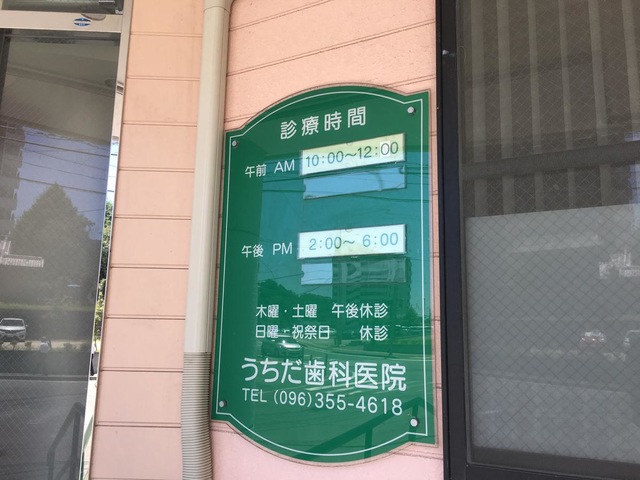 診療時間
午前 AM 10:00～12:00
午後 PM 2:00～6:00
木曜・土曜 午後休診
日曜・祝祭日 休診
うちだ歯科医院
TEL (096)355-4618